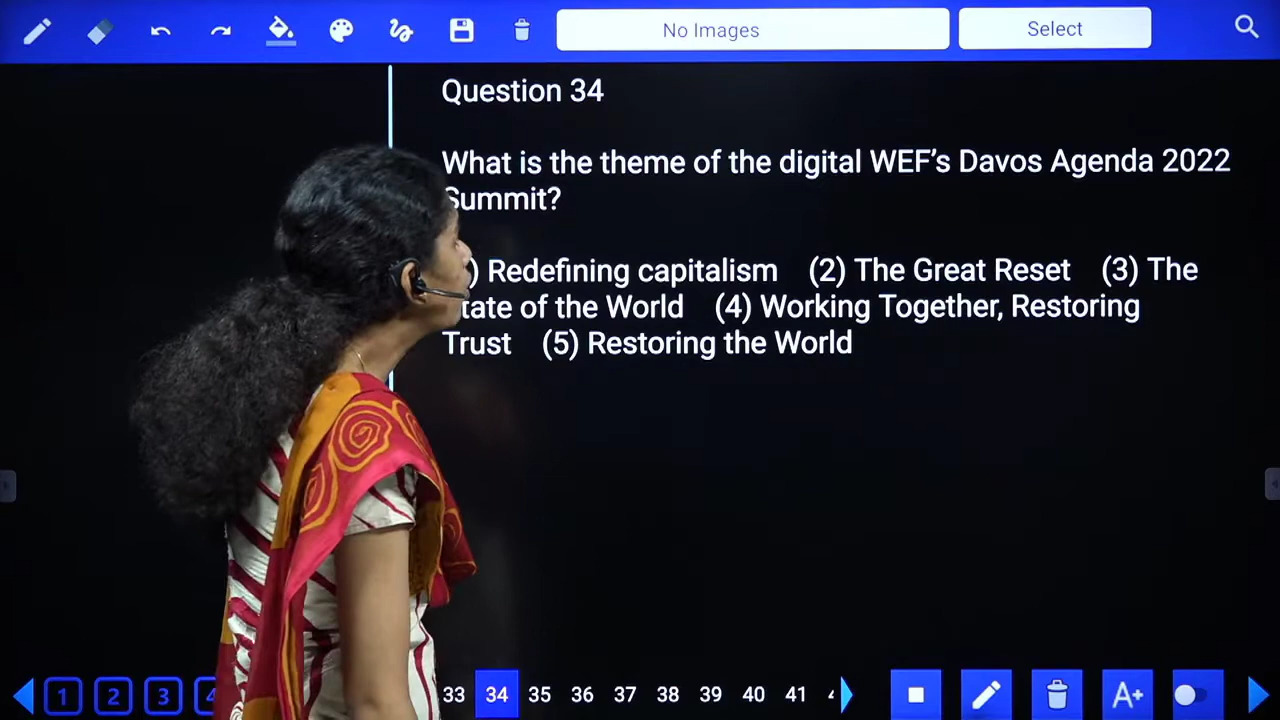 No Images
Select
Question 34
What is the theme of the digital WEF’s Davos Agenda 2022
Summit?
) Redefining capitalism (2) The Great Reset (3) The
tate of the World (4) Working Together, Restoring
Trust (5) Restoring the World
1 2 3 4 33 34 35 36 37 38 39 40 41 A+